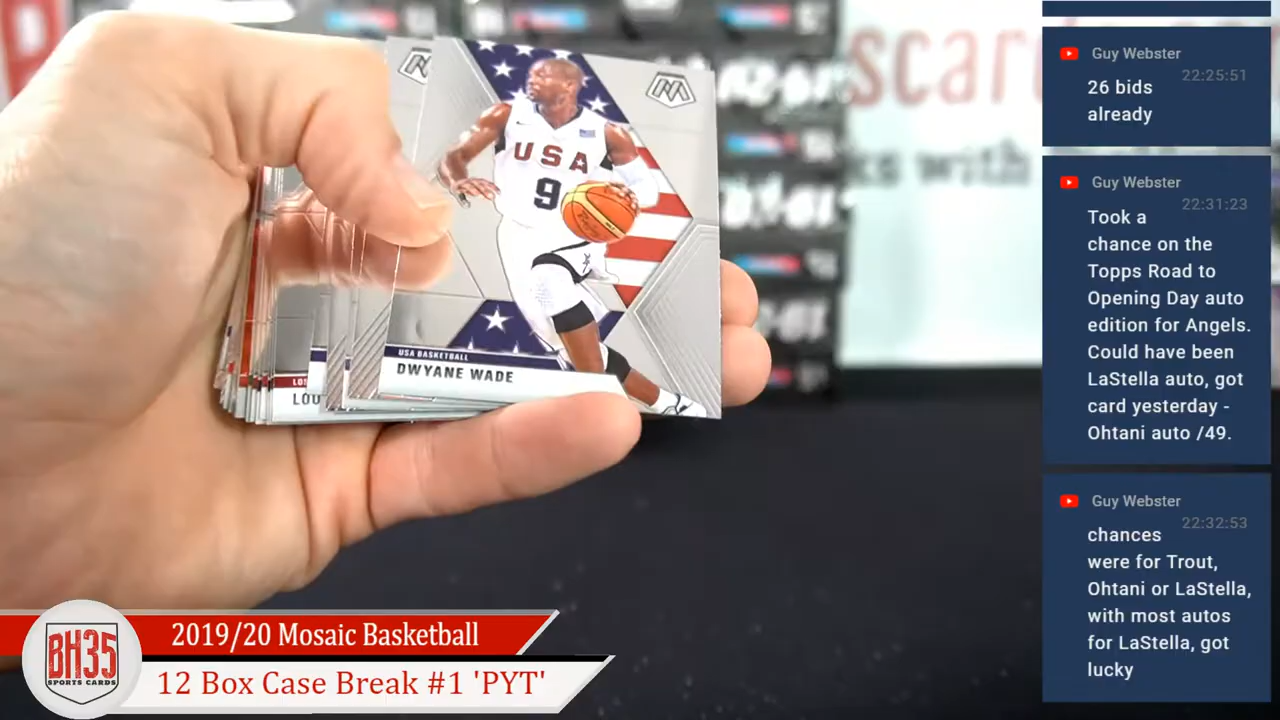 USA
9
USA BASKETBALL
DWYANE WADE
LOU
Guy Webster
22:25:51
26 bids
already
Guy Webster
22:31:23
Took a
chance on the
Topps Road to
Opening Day auto
edition for Angels.
Could have been
LaStella auto, got
card yesterday -
Ohtani auto /49.
Guy Webster
22:32:53
chances
were for Trout,
Ohtani or LaStella,
with most autos
for LaStella, got
lucky
BH35
SPORTS CARDS
2019/20 Mosaic Basketball
12 Box Case Break #1 'PYT'